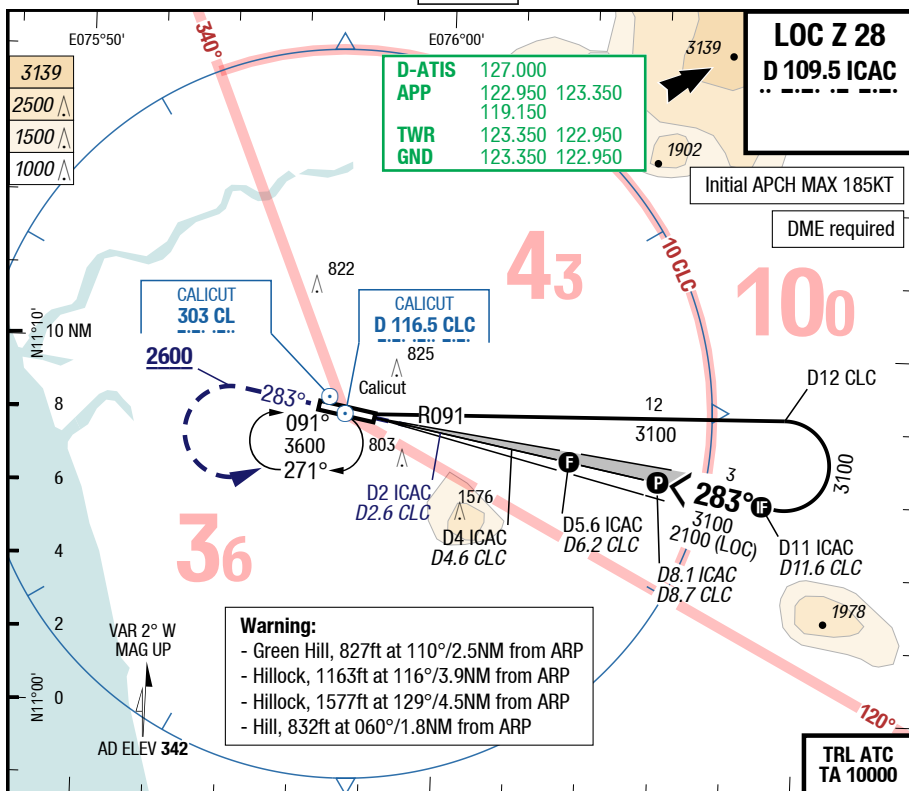 E075°50'
E076°00'
340°
3139
LOC Z 28
D 109.5 ICAC
3139
2500
1500
1000
D-ATIS 127.000
APP 122.950 123.350
119.150
TWR 123.350 122.950
GND 123.350 122.950
1902
Initial APCH MAX 185KT
DME required
10 CLC
43
100
822
CALICUT
303 CL
CALICUT
D 116.5 CLC
N11°10'
10 NM
2600
825
Calicut
D12 CLC
283°
8
091°
3600
271°
R091
12
3100
803
3100
6
D2 ICAC
D2.6 CLC
1576
F
P
3
283°
IF
3100
2100 (LOC)
D4 ICAC
D4.6 CLC
D5.6 ICAC
D6.2 CLC
D11 ICAC
D11.6 CLC
D8.1 ICAC
D8.7 CLC
36
4
1978
2
VAR 2° W
MAG UP
Warning:
- Green Hill, 827ft at 110°/2.5NM from ARP
- Hillock, 1163ft at 116°/3.9NM from ARP
- Hillock, 1577ft at 129°/4.5NM from ARP
- Hill, 832ft at 060°/1.8NM from ARP
N11°00'
0
120°
AD ELEV 342
TRL ATC
TA 10000